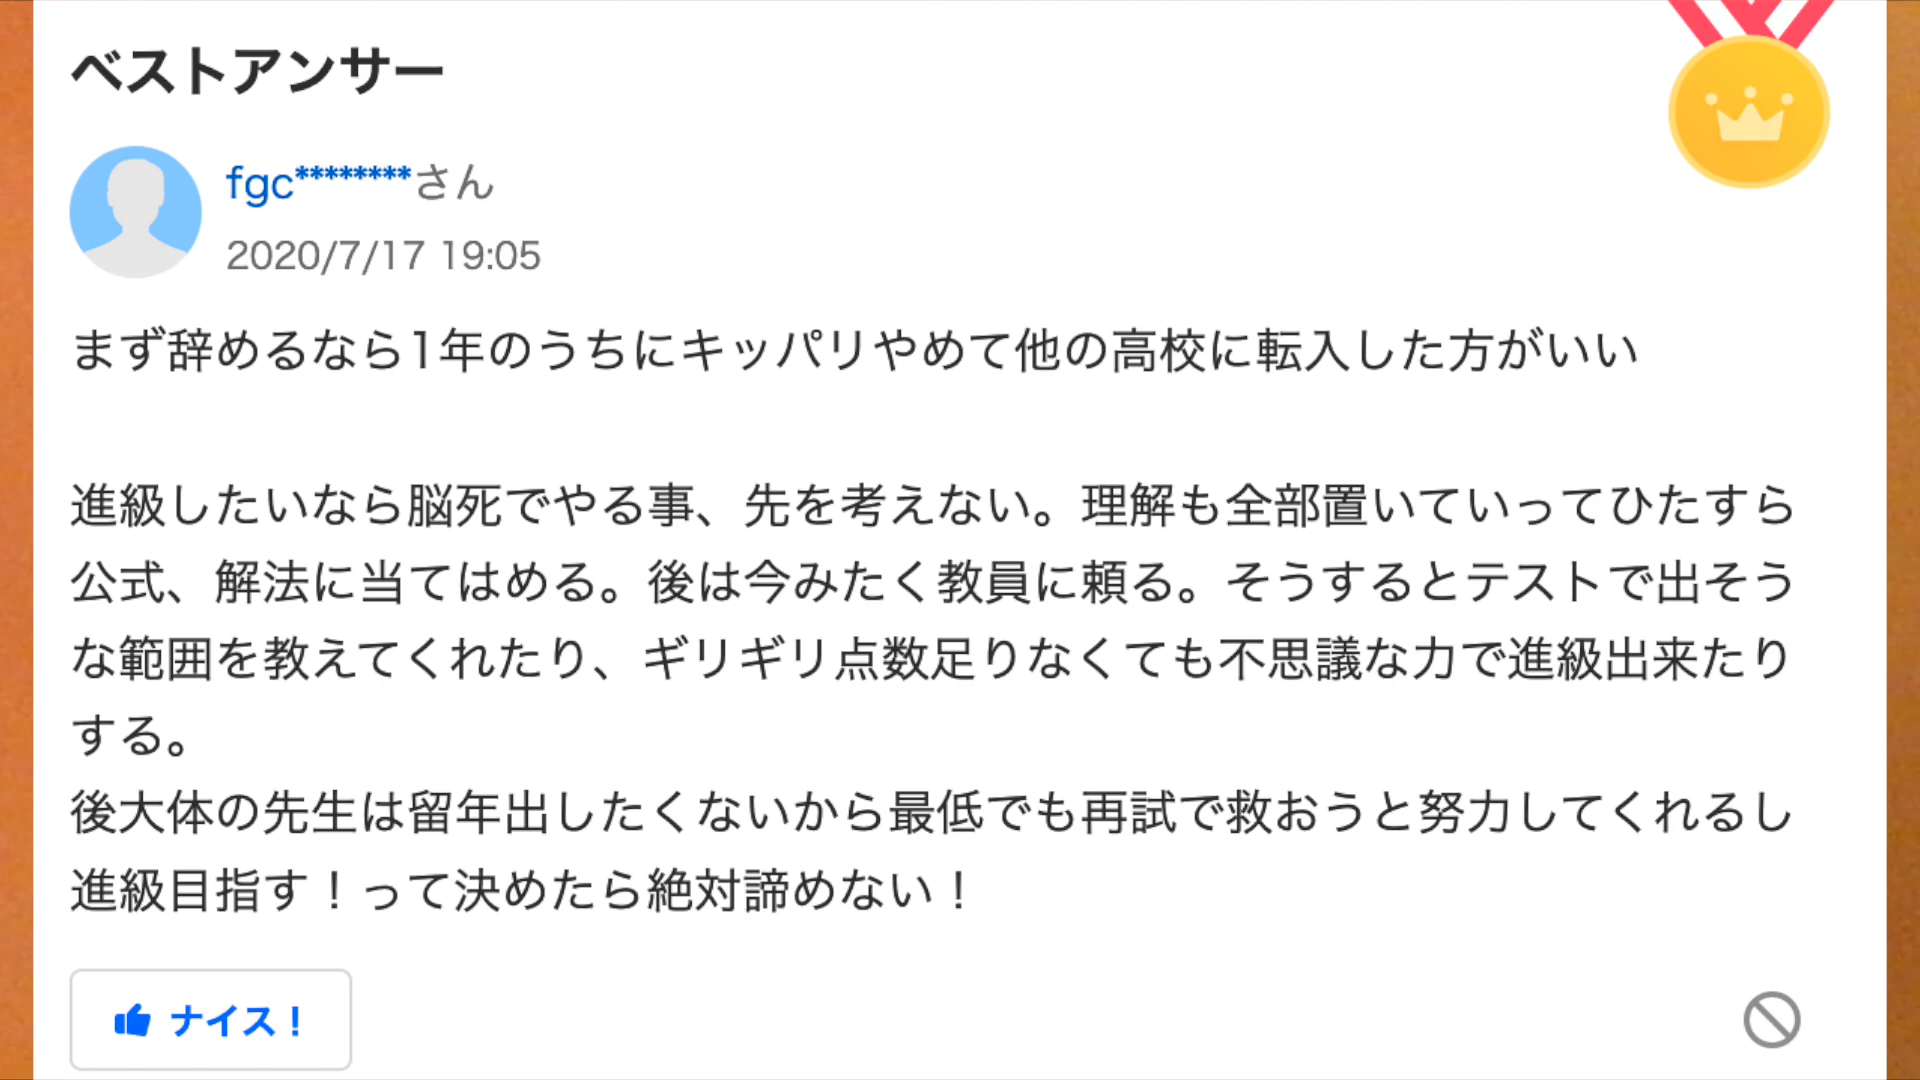 ベストアンサー
fgc********さん
2020/7/17 19:05
まず辞めるなら1年のうちにキッパリやめて他の高校に転入した方がいい
進級したいなら脳死でやる事、先を考えない。理解も全部置いていってひたすら
公式、解法に当てはめる。後は今みたく教員に頼る。そうするとテストで出そう
な範囲を教えてくれたり、ギリギリ点数足りなくても不思議な力で進級出来たり
する。
後大体の先生は留年出したくないから最低でも再試で救おうと努力してくれるし
進級目指す！って決めたら絶対諦めない！
ナイス！